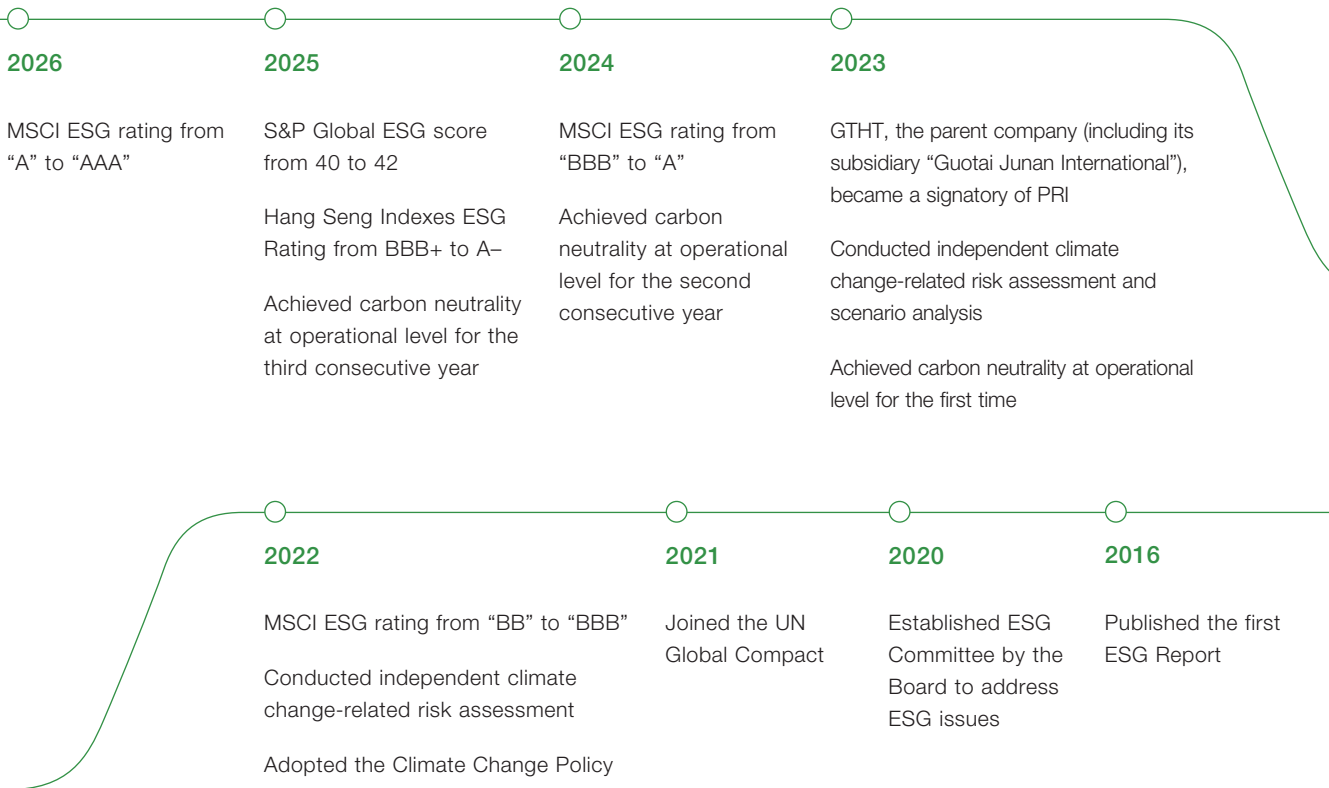 2026
MSCI ESG rating from
“A” to “AAA”
2025
S&P Global ESG score
from 40 to 42
Hang Seng Indexes ESG
Rating from BBB+ to A–
Achieved carbon neutrality
at operational level for the
third consecutive year
2024
MSCI ESG rating from
“BBB” to “A”
Achieved carbon
neutrality at operational
level for the second
consecutive year
2023
GTHT, the parent company (including its
subsidiary “Guotai Junan International”),
became a signatory of PRI
Conducted independent climate
change-related risk assessment and
scenario analysis
Achieved carbon neutrality at operational
level for the first time
2022
MSCI ESG rating from “BB” to “BBB”
Conducted independent climate
change-related risk assessment
Adopted the Climate Change Policy
2021
Joined the UN
Global Compact
2020
Established ESG
Committee by the
Board to address
ESG issues
2016
Published the first
ESG Report